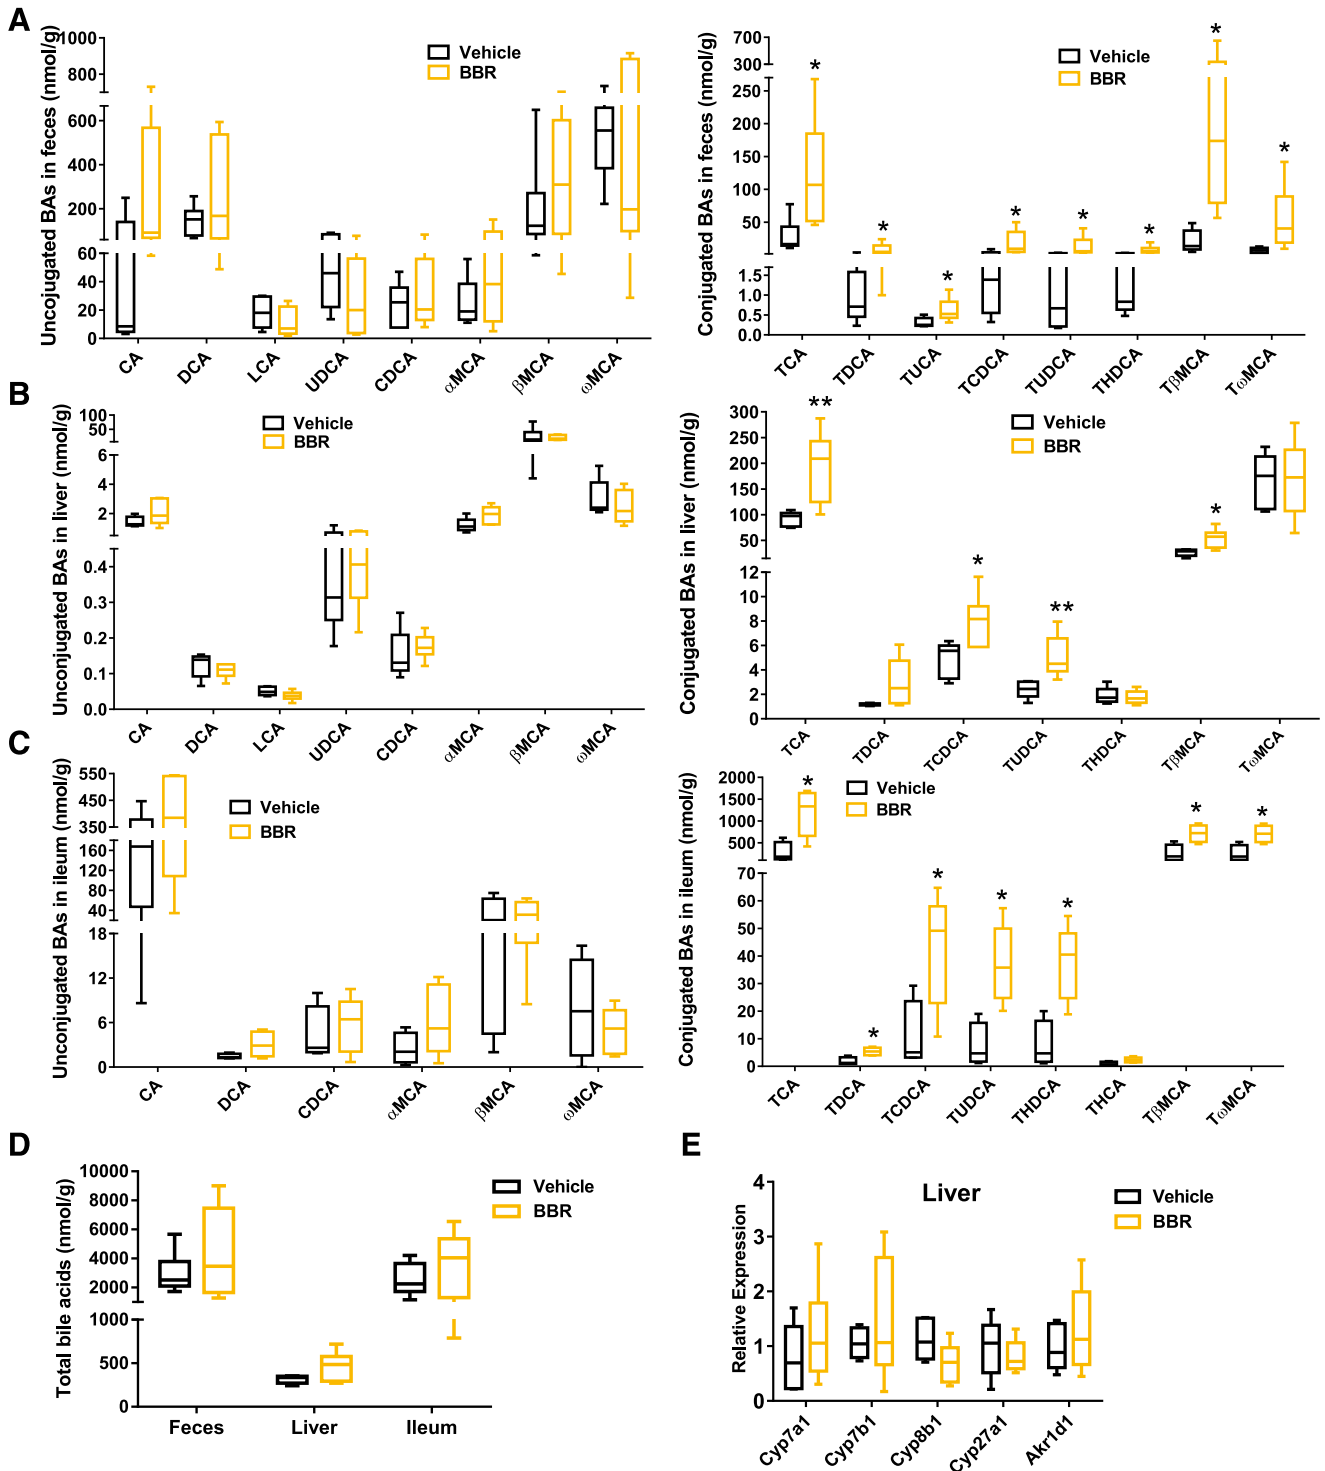 A
Uncojugated BAs in feces (nmol/g)
1000
800
600
400
200
60
40
20
0
Vehicle
BBR
CA
DCA
LCA
UDCA
CDCA
αMCA
βMCA
ωMCA
Conjugated BAs in feces (nmol/g)
700
300
250
200
150
100
50
1.5
1.0
0.5
0.0
Vehicle
BBR
*
*
*
*
*
*
*
*
TCA
TDCA
TUCA
TCDCA
TUDCA
THDCA
TβMCA
TωMCA
B
Unconjugated BAs in liver (nmol/g)
100
50
6
4
2
0.4
0.3
0.2
0.1
0.0
Vehicle
BBR
CA
DCA
LCA
UDCA
CDCA
αMCA
βMCA
ωMCA
Conjugated BAs in liver (nmol/g)
300
250
200
150
100
50
12
10
8
6
4
2
0
Vehicle
BBR
**
*
**
*
TCA
TDCA
TCDCA
TUDCA
THDCA
TβMCA
TωMCA
C
Unconjugated BAs in ileum (nmol/g)
550
450
350
160
120
80
40
18
12
6
0
Vehicle
BBR
CA
DCA
CDCA
αMCA
βMCA
ωMCA
Conjugated BAs in ileum (nmol/g)
2000
1500
1000
500
70
60
50
40
30
20
10
0
Vehicle
BBR
*
*
*
*
*
*
*
TCA
TDCA
TCDCA
TUDCA
THDCA
THCA
TβMCA
TωMCA
D
Total bile acids (nmol/g)
10000
8000
6000
4000
2000
1000
500
0
Vehicle
BBR
Feces
Liver
Ileum
E
Liver
Relative Expression
4
3
2
1
0
Vehicle
BBR
Cyp7a1
Cyp7b1
Cyp8b1
Cyp27a1
Akr1d1